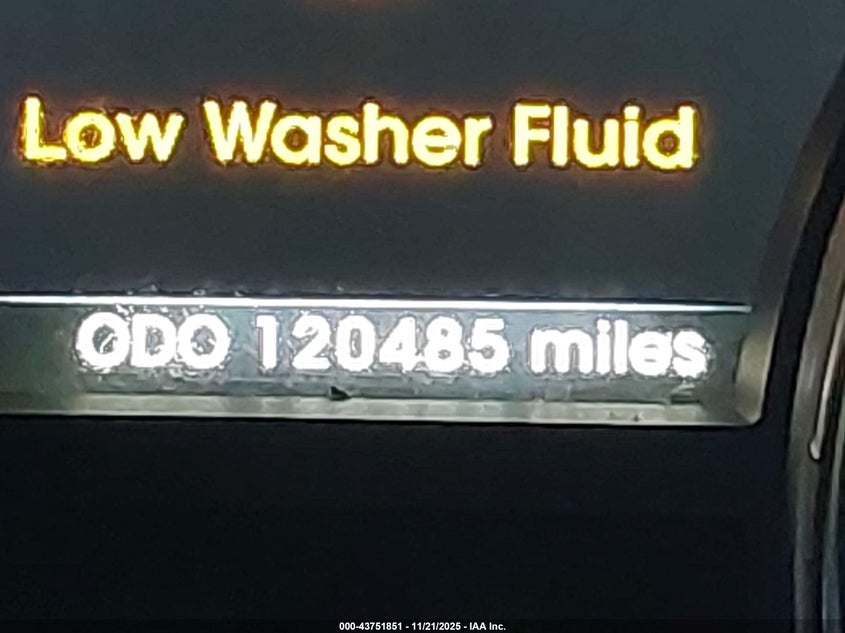 Low Washer Fluid
ODO 120485 miles
000-43751851 - 11/21/2025 - IAA Inc.